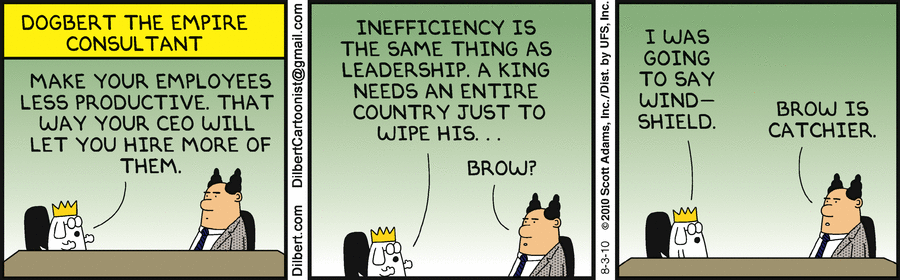 DOGBERT THE EMPIRE
CONSULTANT
MAKE YOUR EMPLOYEES
LESS PRODUCTIVE. THAT
WAY YOUR CEO WILL
LET YOU HIRE MORE OF
THEM.
Dilbert.com DilbertCartoonist@gmail.com
INEFFICIENCY IS
THE SAME THING AS
LEADERSHIP. A KING
NEEDS AN ENTIRE
COUNTRY JUST TO
WIPE HIS...
BROW?
8-3-10 © 2010 Scott Adams, Inc./Dist. by UFS, Inc.
I WAS
GOING
TO SAY
WIND-
SHIELD.
BROW IS
CATCHIER.